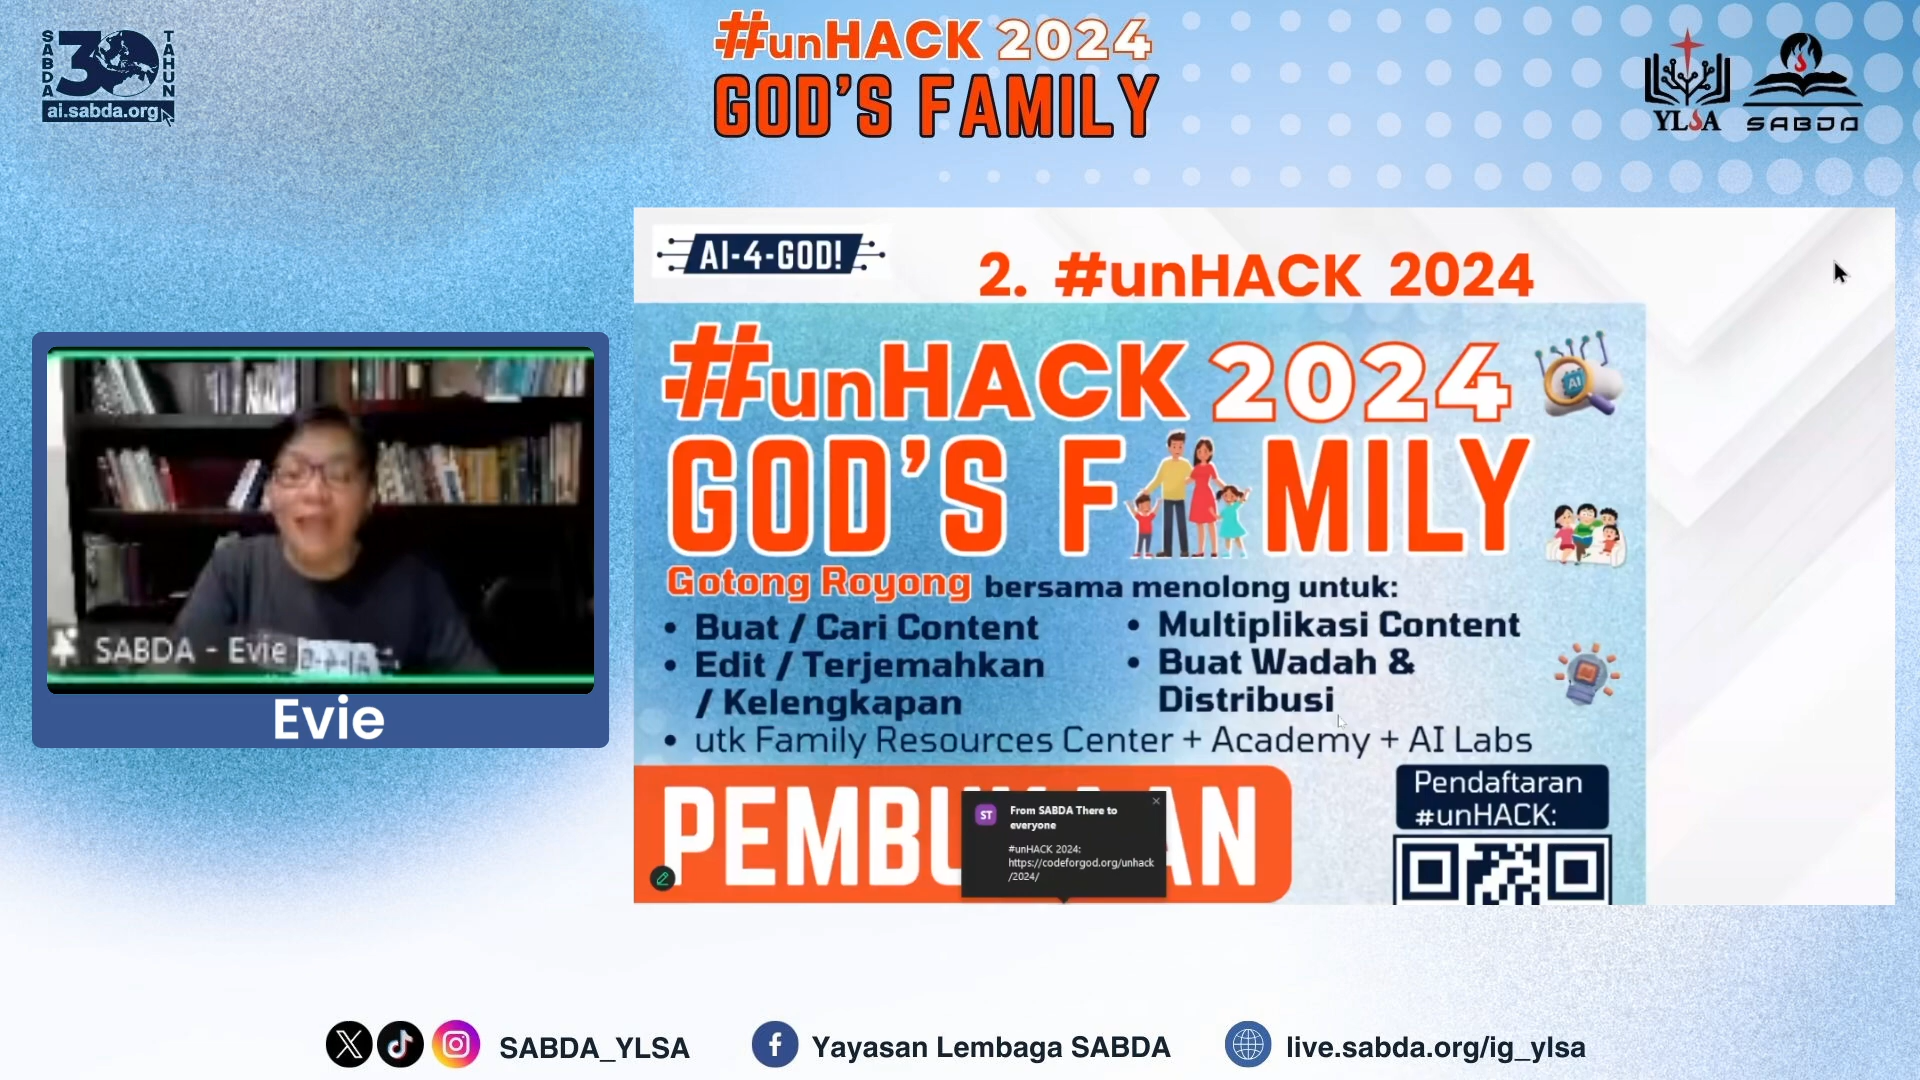 SABDA
30
TAHUN
ai.sabda.org
#unHACK 2024
GOD'S FAMILY
YLSA
SABDA
AI-4-GOD!
2. #unHACK 2024
#unHACK 2024
AI
GOD'S F MILY
Gotong Royong bersama menolong untuk:
• Buat / Cari Content
• Edit / Terjemahkan
/ Kelengkapan
• Multiplikasi Content
• Buat Wadah &
Distribusi
• utk Family Resources Center + Academy + AI Labs
PEMBU AN
Pendaftaran
#unHACK:
ST
From SABDA There to
everyone
#unHACK 2024:
https://codeforgod.org/unhack
/2024/
SABDA - Evie
Evie
SABDA_YLSA
Yayasan Lembaga SABDA
live.sabda.org/ig_ylsa